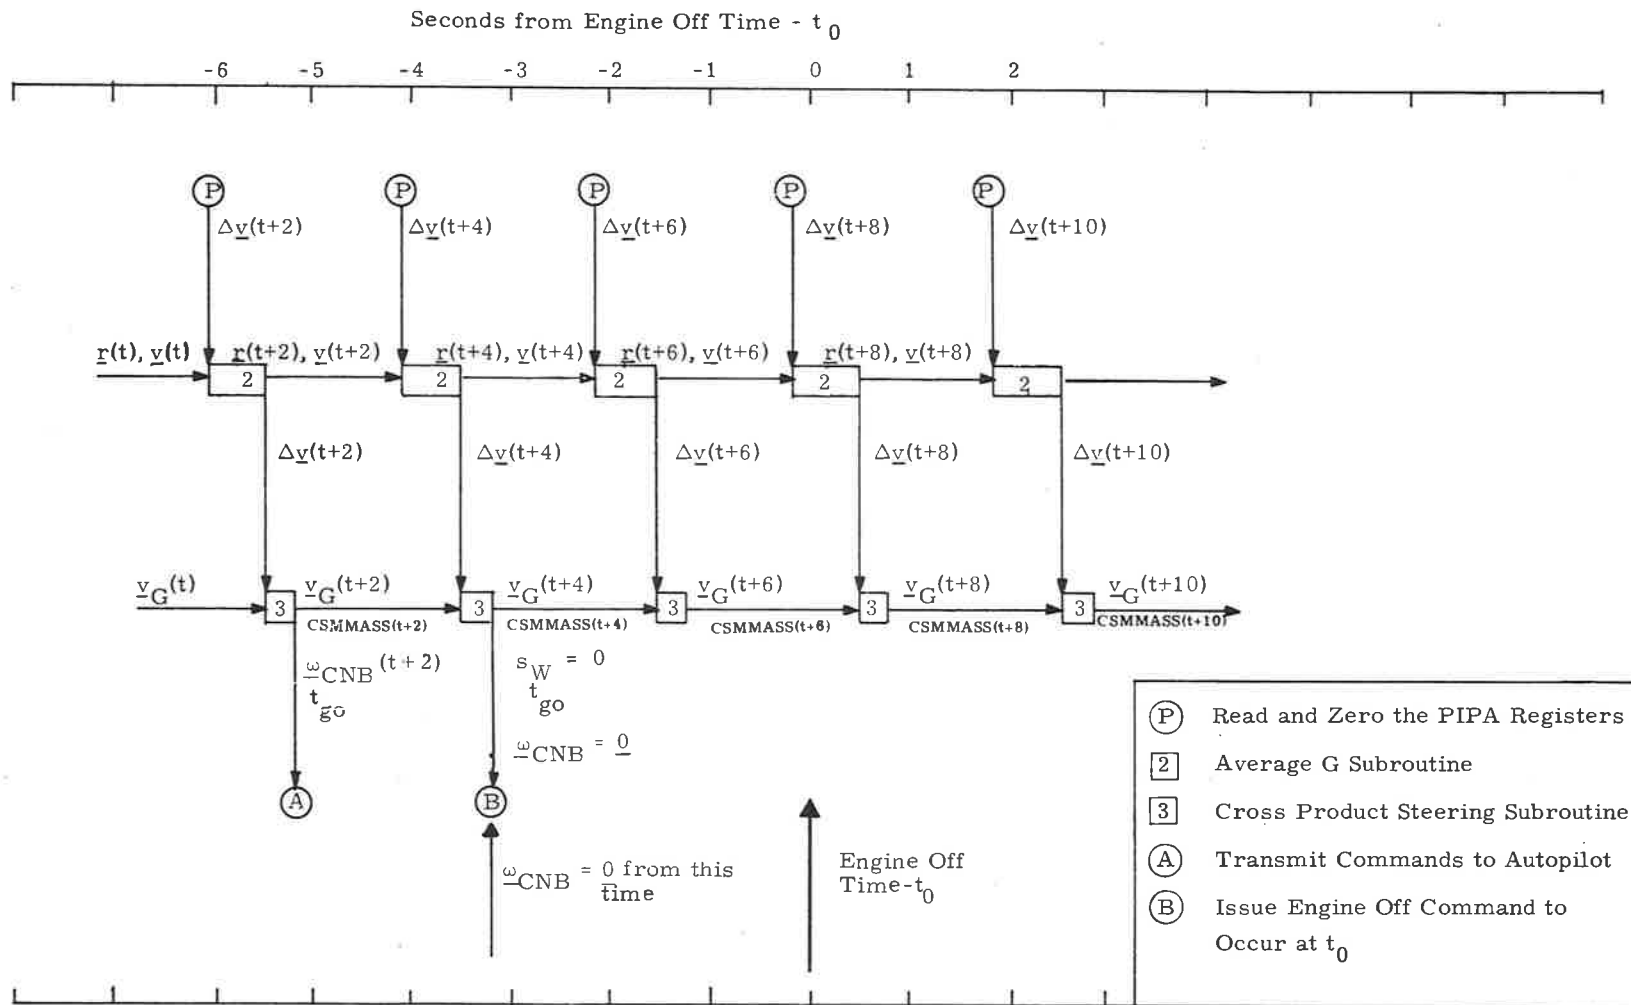 Seconds from Engine Off Time - t0
-6 -5 -4 -3 -2 -1 0 1 2
P P P P P
Δv(t+2) Δv(t+4) Δv(t+6) Δv(t+8) Δv(t+10)
r(t), v(t) r(t+2), v(t+2) r(t+4), v(t+4) r(t+6), v(t+6) r(t+8), v(t+8)
2 2 2 2 2
Δv(t+2) Δv(t+4) Δv(t+6) Δv(t+8) Δv(t+10)
vG(t) vG(t+2) vG(t+4) vG(t+6) vG(t+8) vG(t+10)
3 3 3 3 3
CSMMASS(t+2) CSMMASS(t+4) CSMMASS(t+6) CSMMASS(t+8) CSMMASS(t+10)
ωCNB(t+2)
tgo
sW = 0
tgo
ωCNB = 0
A B
ωCNB = 0 from this
time
Engine Off
Time-t0
P Read and Zero the PIPA Registers
2 Average G Subroutine
3 Cross Product Steering Subroutine
A Transmit Commands to Autopilot
B Issue Engine Off Command to
Occur at t0